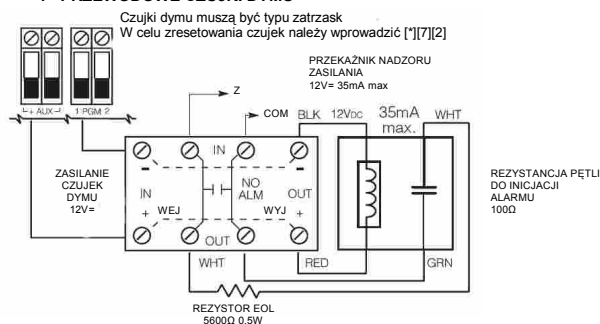 Czujki dymu muszą być typu zatrzask
W celu zresetowania czujek należy wprowadzić [*][7][2]
PRZEKAŹNIK NADZORU
ZASILANIA
12V= 35mA max
L+ AUX -
1 PGM 2
Z
COM
BLK
12VDC
35mA
max.
WHT
IN
ZASILANIE
CZUJEK
DYMU
12V=
-
-
IN
NO
ALM
OUT
+
WEJ
WYJ
+
OUT
REZYSTANCJA PĘTLI
DO INICJACJI
ALARMU
100Ω
WHT
RED
GRN
REZYSTOR EOL
5600Ω 0.5W